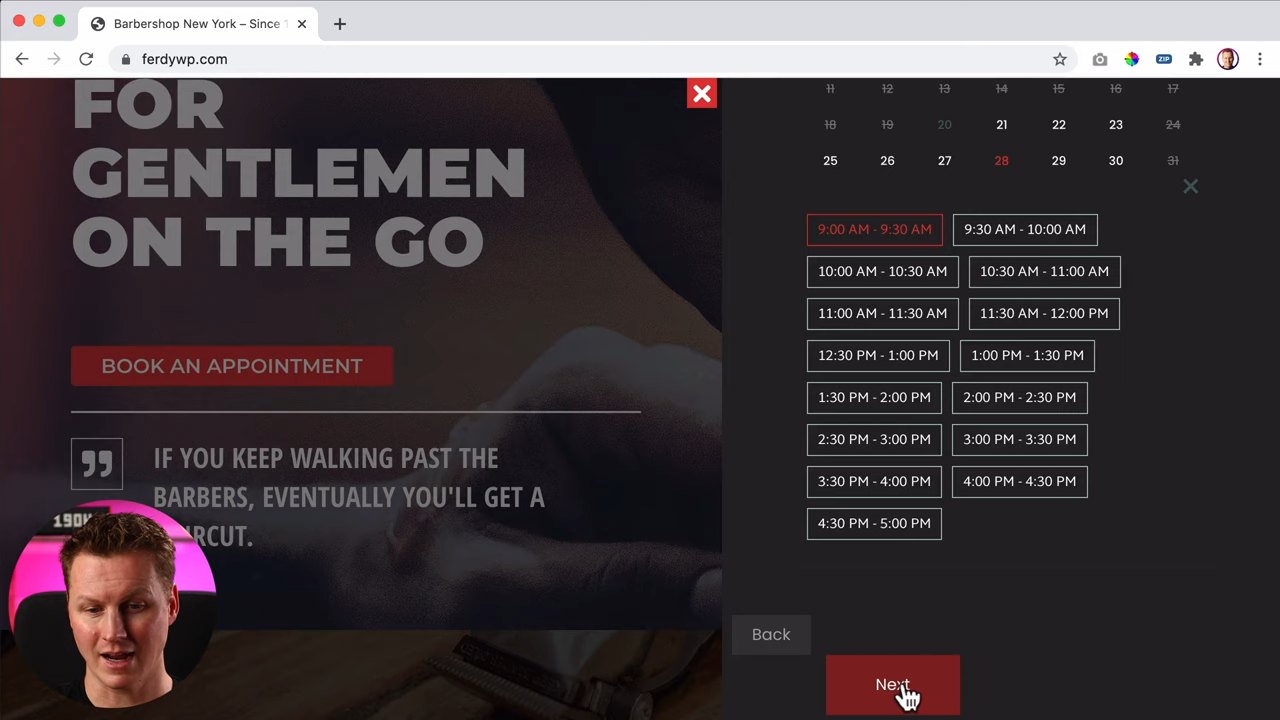 Barbershop New York – Since 1
ferdywp.com
ZIP
FOR
GENTLEMEN
ON THE GO
BOOK AN APPOINTMENT
IF YOU KEEP WALKING PAST THE
BARBERS, EVENTUALLY YOU'LL GET A
HAIRCUT.
190
11 12 13 14 15 16 17
18 19 20 21 22 23 24
25 26 27 28 29 30 31
9:00 AM - 9:30 AM 9:30 AM - 10:00 AM
10:00 AM - 10:30 AM 10:30 AM - 11:00 AM
11:00 AM - 11:30 AM 11:30 AM - 12:00 PM
12:30 PM - 1:00 PM 1:00 PM - 1:30 PM
1:30 PM - 2:00 PM 2:00 PM - 2:30 PM
2:30 PM - 3:00 PM 3:00 PM - 3:30 PM
3:30 PM - 4:00 PM 4:00 PM - 4:30 PM
4:30 PM - 5:00 PM
Back
Next